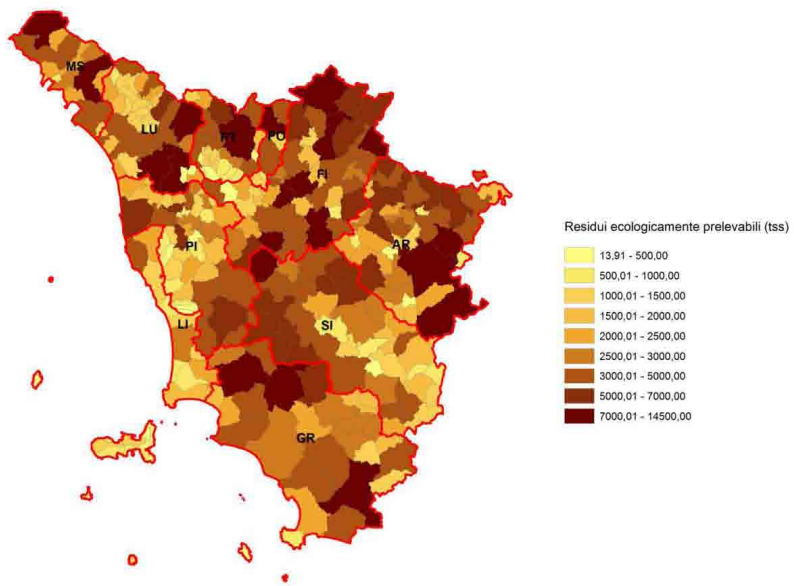 MS
LU
PT
PO
FI
PI
AR
LI
SI
GR
Residui ecologicamente prelevabili (tss)
13,91 - 500,00
500,01 - 1000,00
1000,01 - 1500,00
1500,01 - 2000,00
2000,01 - 2500,00
2500,01 - 3000,00
3000,01 - 5000,00
5000,01 - 7000,00
7000,01 - 14500,00